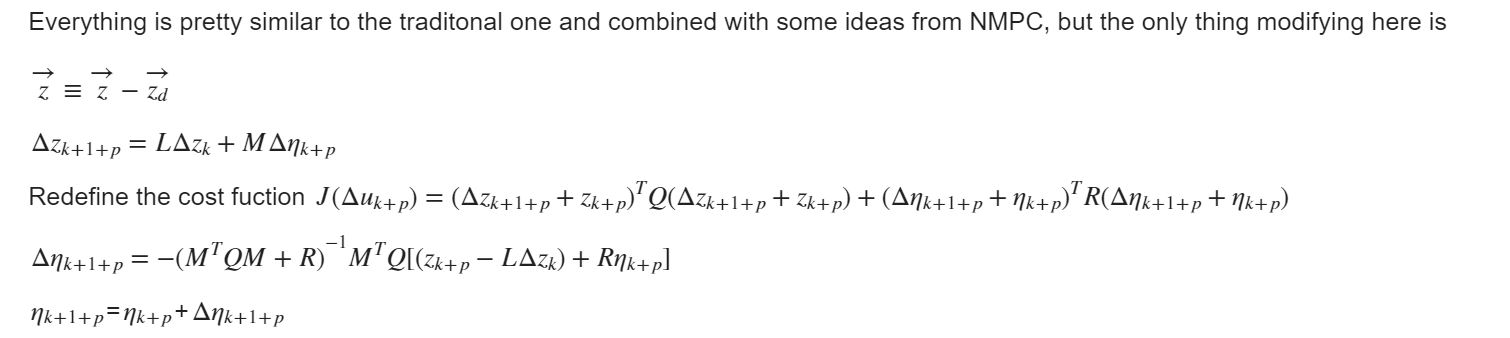 Everything is pretty similar to the traditonal one and combined with some ideas from NMPC, but the only thing modifying here is
$\overrightarrow{z} \equiv \overrightarrow{z} - \overrightarrow{z_d}$
$\Delta z_{k+1+p} = L\Delta z_k + M\Delta\eta_{k+p}$
Redefine the cost fuction $J(\Delta u_{k+p}) = (\Delta z_{k+1+p} + z_{k+p})^T Q(\Delta z_{k+1+p} + z_{k+p}) + (\Delta\eta_{k+1+p} + \eta_{k+p})^T R(\Delta\eta_{k+1+p} + \eta_{k+p})$
$\Delta\eta_{k+1+p} = -(M^T QM + R)^{-1} M^T Q[(z_{k+p} - L\Delta z_k) + R\eta_{k+p}]$
$\eta_{k+1+p} = \eta_{k+p} + \Delta\eta_{k+1+p}$